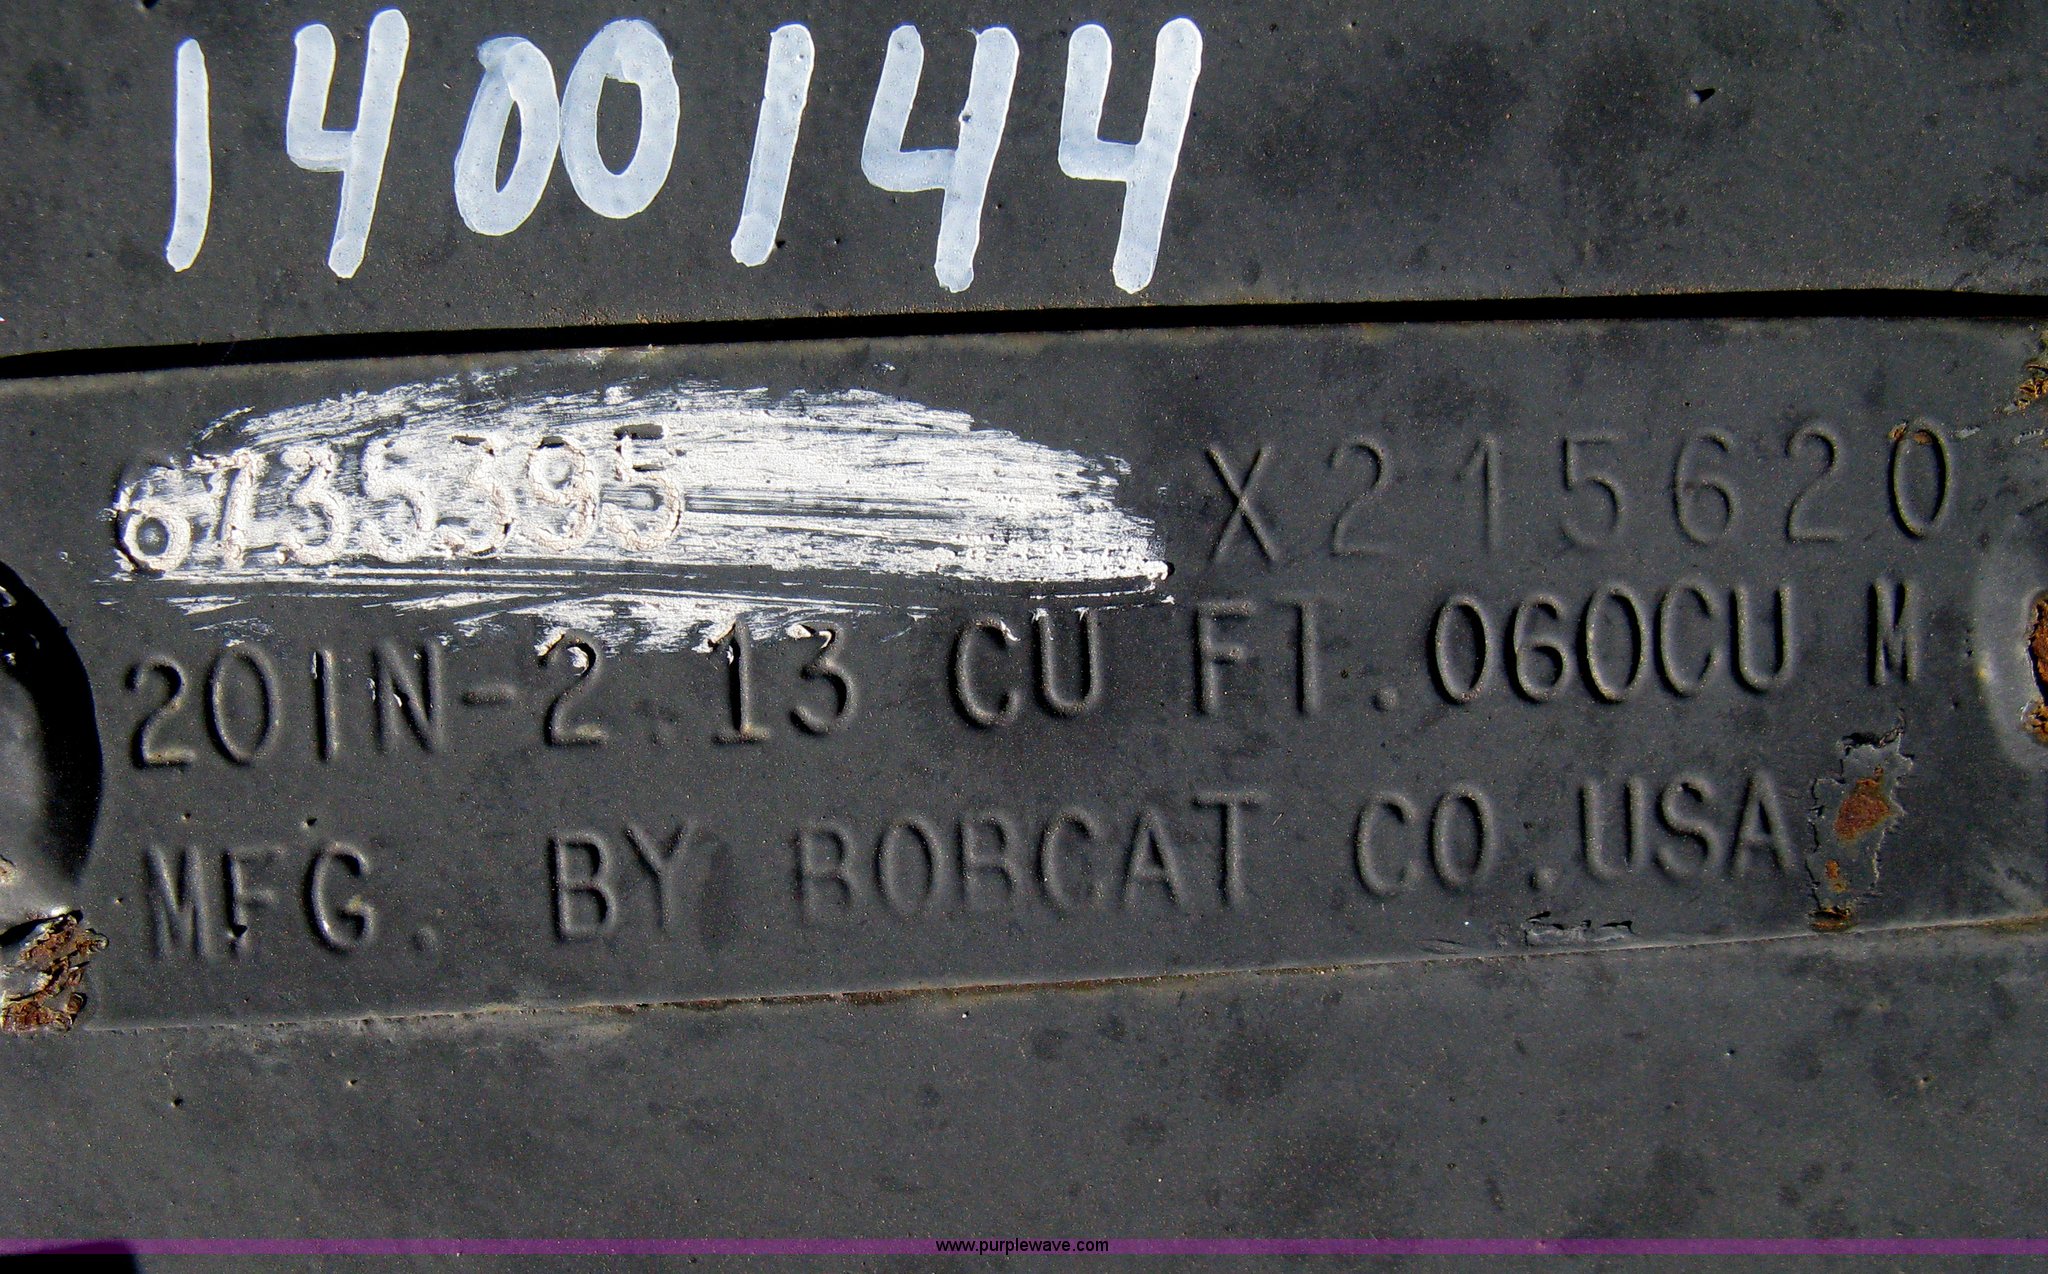 1400144
6735395 X215620
20IN-2.13 CU FT.060CU M
MFG. BY BOBCAT CO.USA
www.purplewave.com